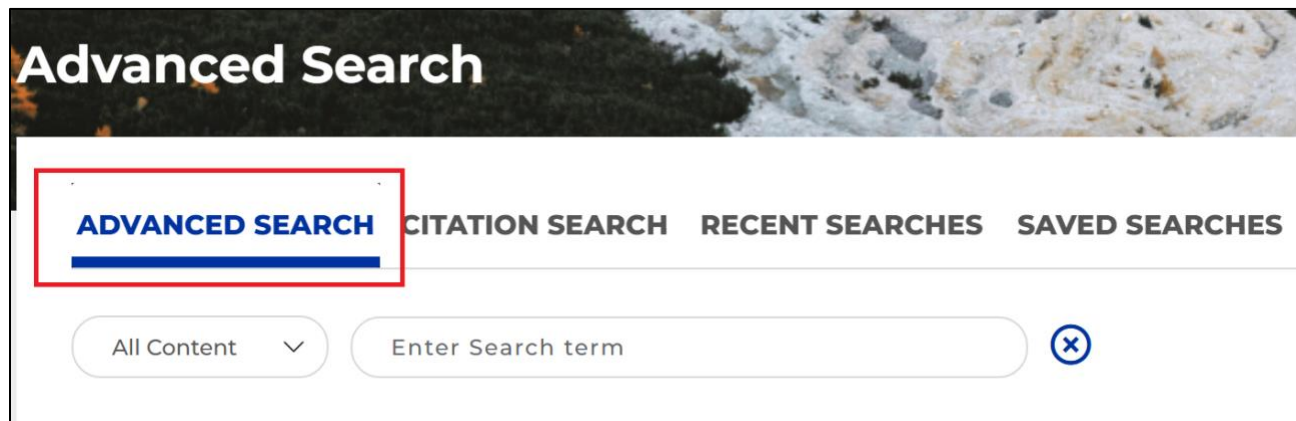 Advanced Search
ADVANCED SEARCH CITATION SEARCH RECENT SEARCHES SAVED SEARCHES
All Content Enter Search term